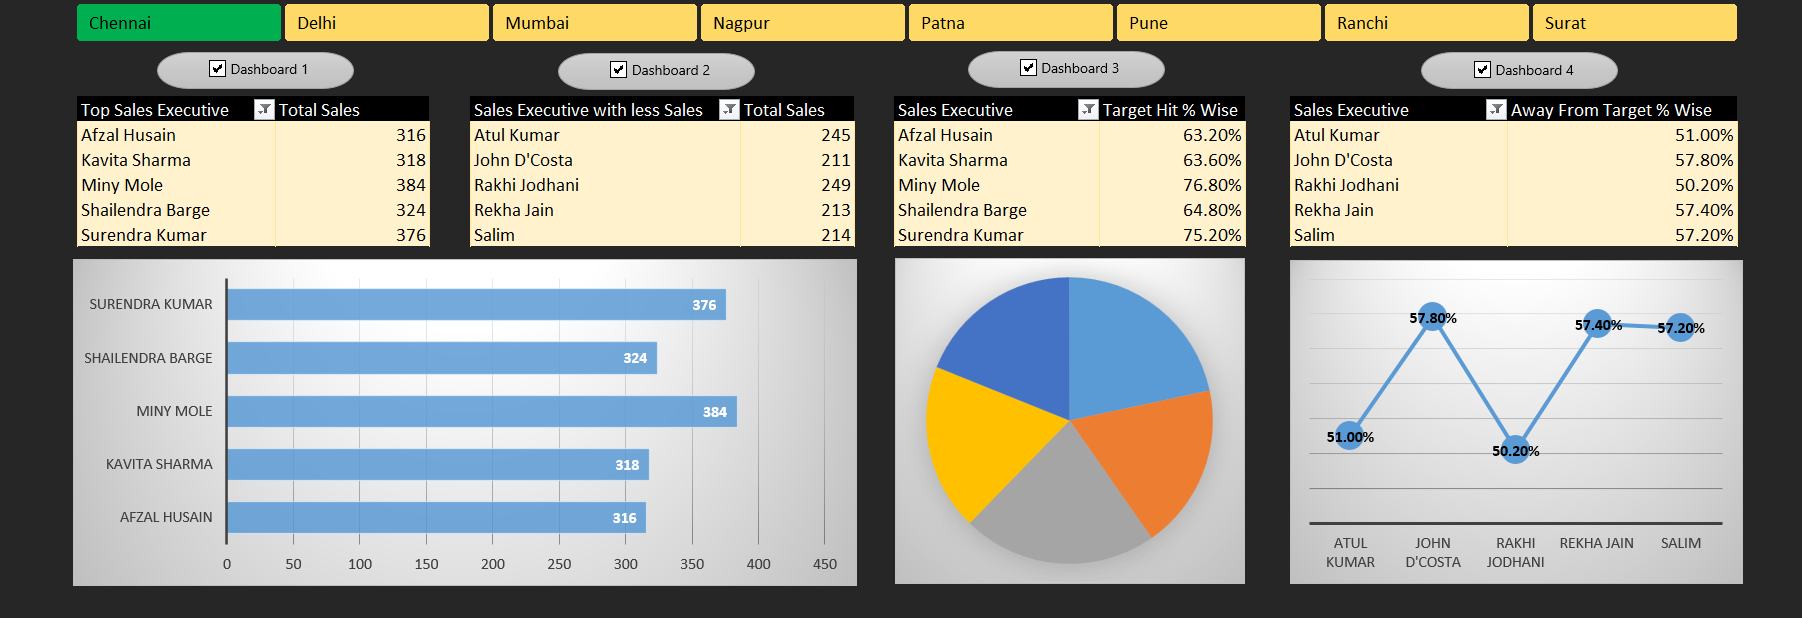 Chennai Delhi Mumbai Nagpur Patna Pune Ranchi Surat
Dashboard 1 Dashboard 2 Dashboard 3 Dashboard 4
Top Sales Executive Total Sales
Afzal Husain 316
Kavita Sharma 318
Miny Mole 384
Shailendra Barge 324
Surendra Kumar 376
Sales Executive with less Sales Total Sales
Atul Kumar 245
John D'Costa 211
Rakhi Jodhani 249
Rekha Jain 213
Salim 214
Sales Executive Target Hit % Wise
Afzal Husain 63.20%
Kavita Sharma 63.60%
Miny Mole 76.80%
Shailendra Barge 64.80%
Surendra Kumar 75.20%
Sales Executive Away From Target % Wise
Atul Kumar 51.00%
John D'Costa 57.80%
Rakhi Jodhani 50.20%
Rekha Jain 57.40%
Salim 57.20%
SURENDRA KUMAR 376
SHAILENDRA BARGE 324
MINY MOLE 384
KAVITA SHARMA 318
AFZAL HUSAIN 316
0 50 100 150 200 250 300 350 400 450
51.00% 57.80% 50.20% 57.40% 57.20%
ATUL JOHN RAKHI REKHA JAIN SALIM
KUMAR D'COSTA JODHANI